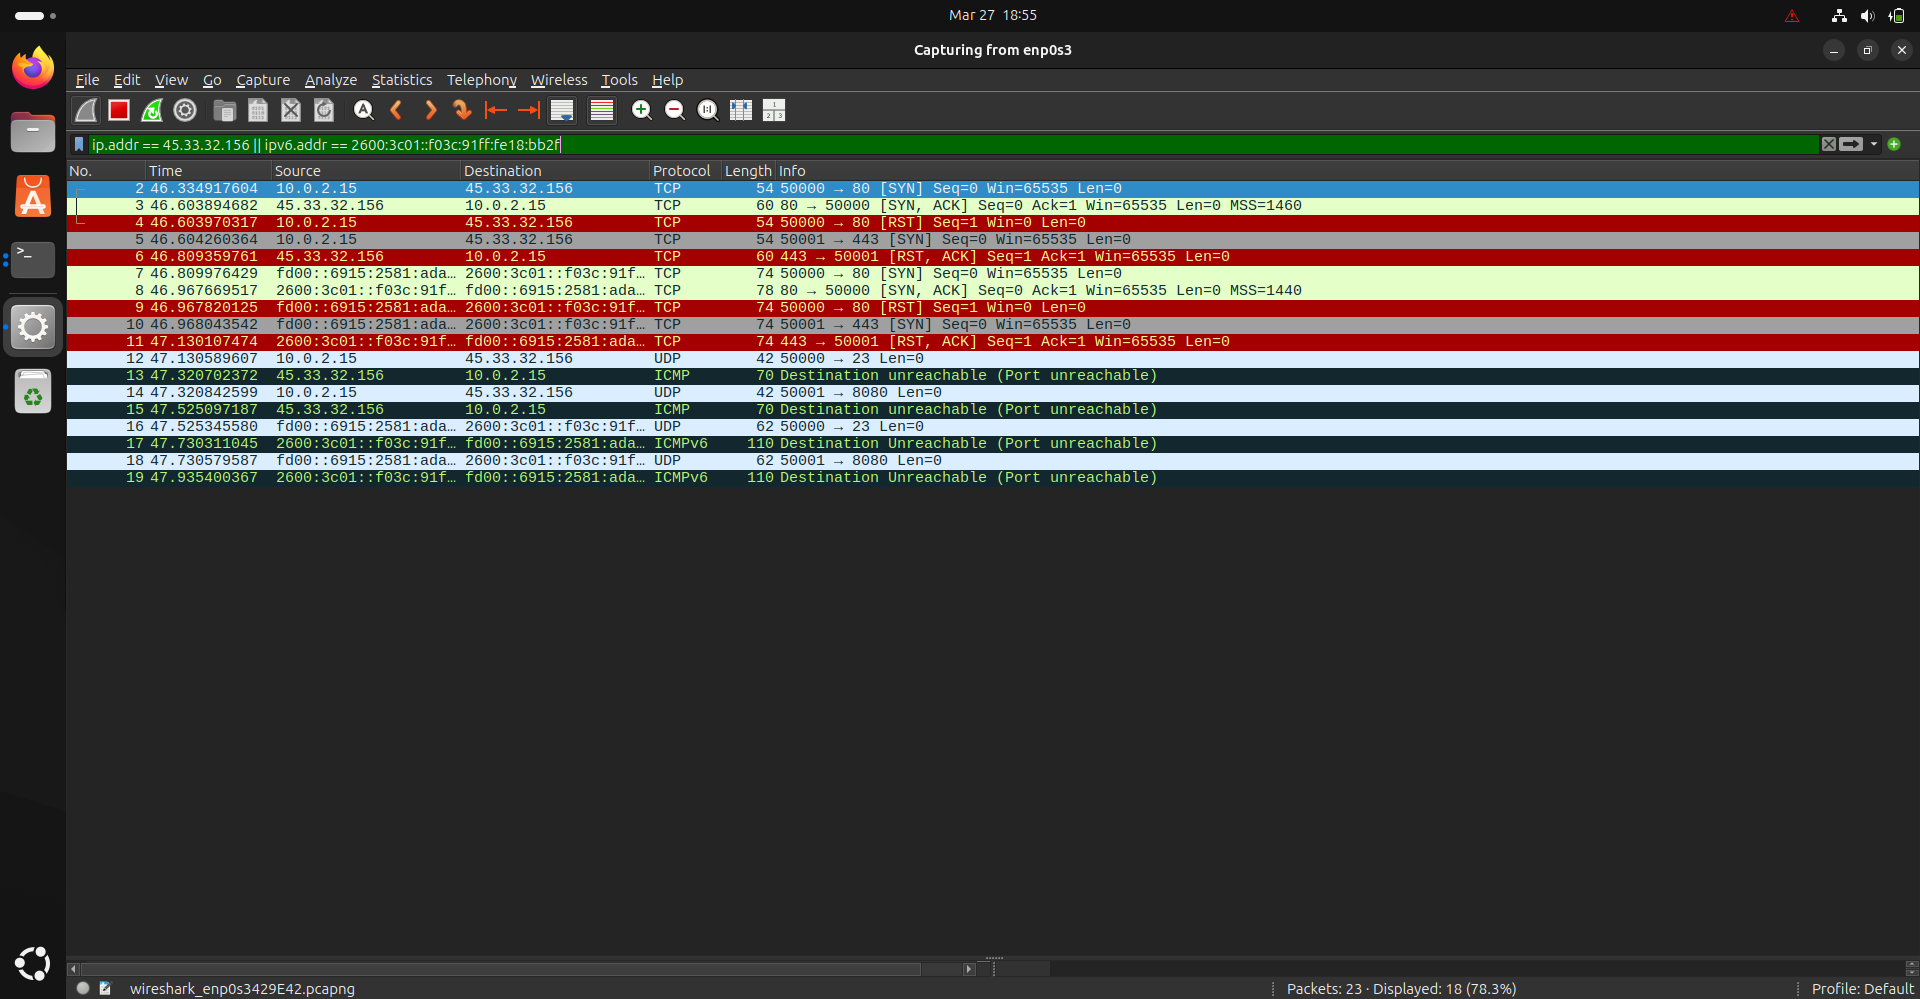 Mar 27 18:55
Capturing from enp0s3
File Edit View Go Capture Analyze Statistics Telephony Wireless Tools Help
ip.addr == 45.33.32.156 || ipv6.addr == 2600:3c01::f03c:91ff:fe18:bb2f
No. Time Source Destination Protocol Length Info
2 46.334917604 10.0.2.15 45.33.32.156 TCP 54 50000 → 80 [SYN] Seq=0 Win=65535 Len=0
3 46.603894682 45.33.32.156 10.0.2.15 TCP 60 80 → 50000 [SYN, ACK] Seq=0 Ack=1 Win=65535 Len=0 MSS=1460
4 46.603970317 10.0.2.15 45.33.32.156 TCP 54 50000 → 80 [RST] Seq=1 Win=0 Len=0
5 46.604260364 10.0.2.15 45.33.32.156 TCP 54 50001 → 443 [SYN] Seq=0 Win=65535 Len=0
6 46.809359761 45.33.32.156 10.0.2.15 TCP 60 443 → 50001 [RST, ACK] Seq=1 Ack=1 Win=65535 Len=0
7 46.809976429 fd00::6915:2581:ada… 2600:3c01::f03c:91f… TCP 74 50000 → 80 [SYN] Seq=0 Win=65535 Len=0
8 46.967669517 2600:3c01::f03c:91f… fd00::6915:2581:ada… TCP 78 80 → 50000 [SYN, ACK] Seq=0 Ack=1 Win=65535 Len=0 MSS=1440
9 46.967820125 fd00::6915:2581:ada… 2600:3c01::f03c:91f… TCP 74 50000 → 80 [RST] Seq=1 Win=0 Len=0
10 46.968043542 fd00::6915:2581:ada… 2600:3c01::f03c:91f… TCP 74 50001 → 443 [SYN] Seq=0 Win=65535 Len=0
11 47.130107474 2600:3c01::f03c:91f… fd00::6915:2581:ada… TCP 74 443 → 50001 [RST, ACK] Seq=1 Ack=1 Win=65535 Len=0
12 47.130589607 10.0.2.15 45.33.32.156 UDP 42 50000 → 23 Len=0
13 47.320702372 45.33.32.156 10.0.2.15 ICMP 70 Destination unreachable (Port unreachable)
14 47.320842599 10.0.2.15 45.33.32.156 UDP 42 50001 → 8080 Len=0
15 47.525097187 45.33.32.156 10.0.2.15 ICMP 70 Destination unreachable (Port unreachable)
16 47.525345580 fd00::6915:2581:ada… 2600:3c01::f03c:91f… UDP 62 50000 → 23 Len=0
17 47.730311045 2600:3c01::f03c:91f… fd00::6915:2581:ada… ICMPv6 110 Destination Unreachable (Port unreachable)
18 47.730579587 fd00::6915:2581:ada… 2600:3c01::f03c:91f… UDP 62 50001 → 8080 Len=0
19 47.935400367 2600:3c01::f03c:91f… fd00::6915:2581:ada… ICMPv6 110 Destination Unreachable (Port unreachable)
wireshark_enp0s3429E42.pcapng Packets: 23 · Displayed: 18 (78.3%) Profile: Default